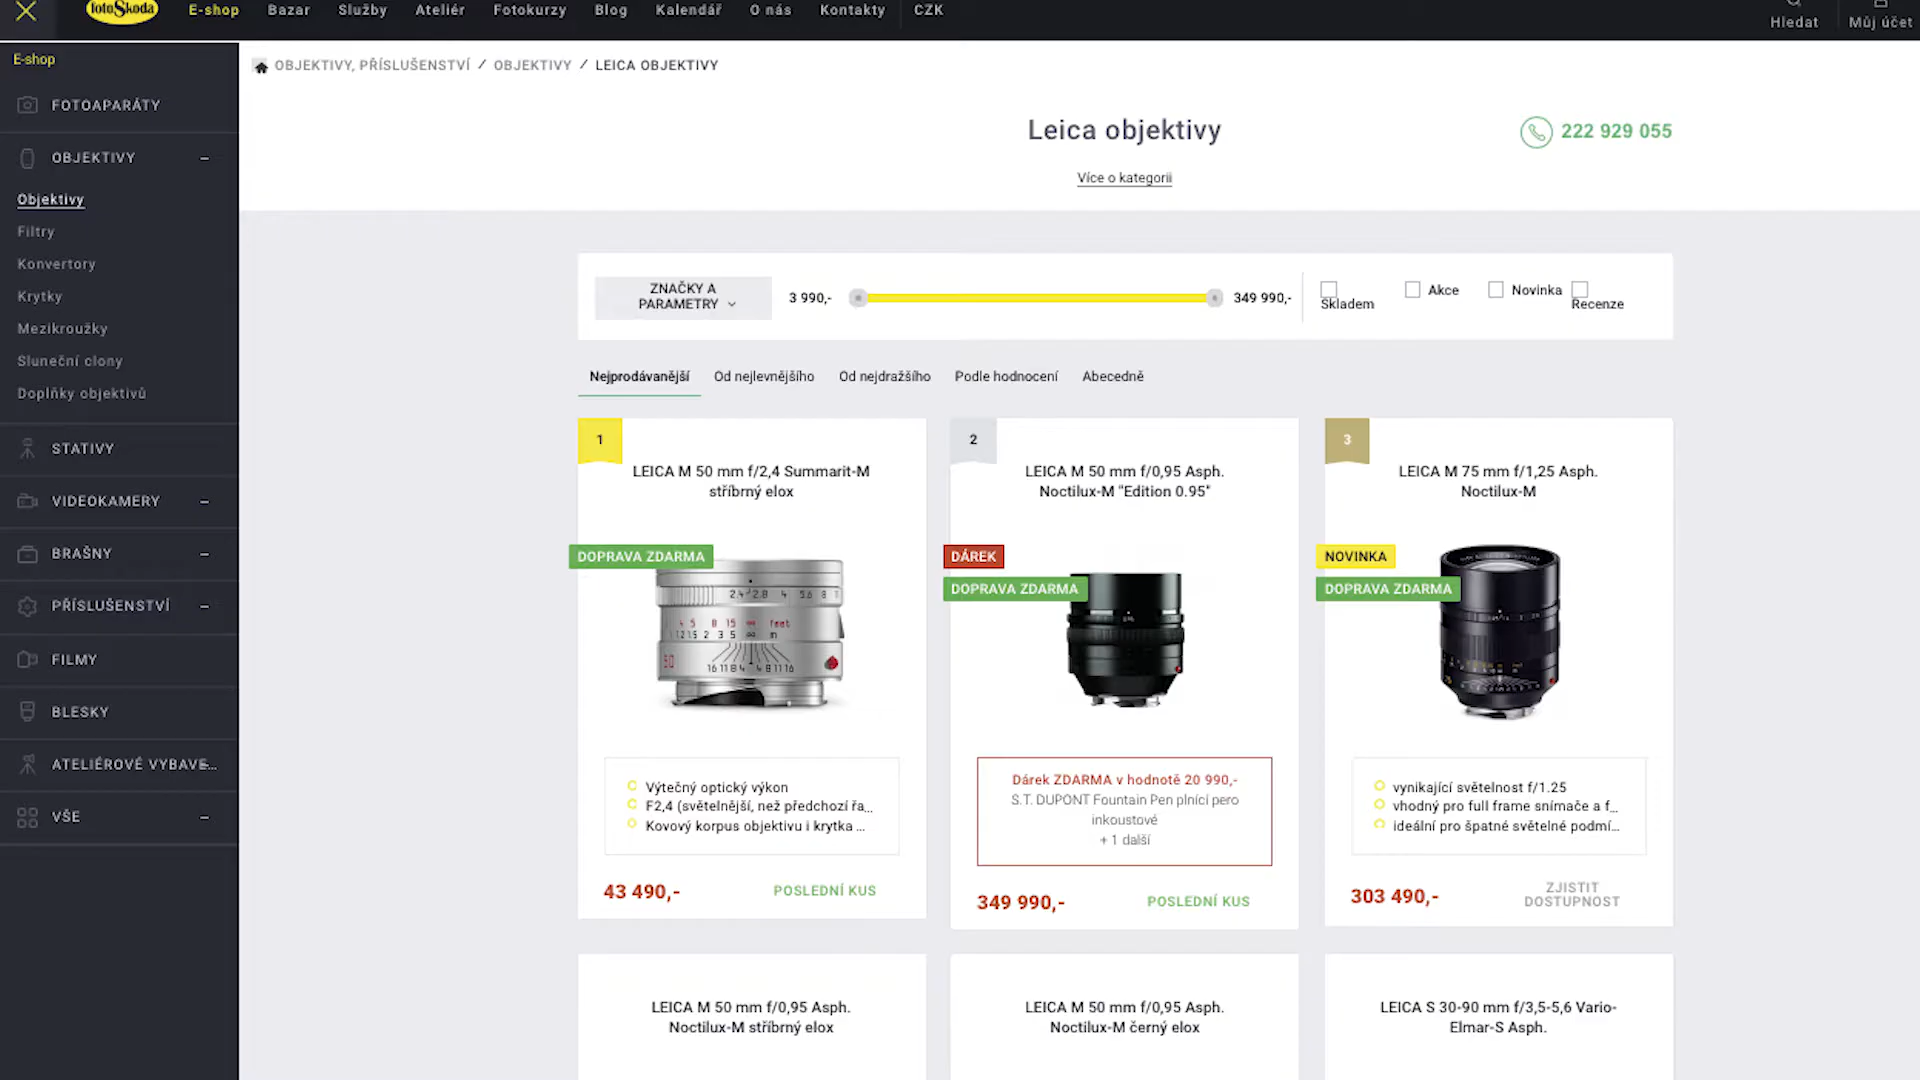 fotoSkoda
E-shop
Bazar
Služby
Ateliér
Fotokurzy
Blog
Kalendář
O nás
Kontakty
CZK
Hledat
Můj účet
E-shop
FOTOAPARÁTY
OBJEKTIVY
Objektivy
Filtry
Konvertory
Krytky
Mezikroužky
Sluneční clony
Doplňky objektivů
STATIVY
VIDEOKAMERY
BRAŠNY
PŘÍSLUŠENSTVÍ
FILMY
BLESKY
ATELIÉROVÉ VYBAVE...
VŠE
OBJEKTIVY, PŘÍSLUŠENSTVÍ / OBJEKTIVY / LEICA OBJEKTIVY
Leica objektivy
222 929 055
Více o kategorii
ZNAČKY A
PARAMETRY
3 990,-
349 990,-
Skladem
Akce
Novinka
Recenze
Nejprodávanější
Od nejlevnějšího
Od nejdražšího
Podle hodnocení
Abecedně
1
LEICA M 50 mm f/2,4 Summarit-M
stříbrný elox
DOPRAVA ZDARMA
Výtečný optický výkon
F2,4 (světelnější, než předchozí řa...
Kovový korpus objektivu i krytka ...
43 490,-
POSLEDNÍ KUS
2
LEICA M 50 mm f/0,95 Asph.
Noctilux-M "Edition 0.95"
DÁREK
DOPRAVA ZDARMA
Dárek ZDARMA v hodnotě 20 990,-
S.T. DUPONT Fountain Pen plnící pero
inkoustové
+ 1 další
349 990,-
POSLEDNÍ KUS
3
LEICA M 75 mm f/1,25 Asph.
Noctilux-M
NOVINKA
DOPRAVA ZDARMA
vynikající světelnost f/1.25
vhodný pro full frame snímače a f...
ideální pro špatné světelné podmí...
303 490,-
ZJISTIT
DOSTUPNOST
LEICA M 50 mm f/0,95 Asph.
Noctilux-M stříbrný elox
LEICA M 50 mm f/0,95 Asph.
Noctilux-M černý elox
LEICA S 30-90 mm f/3,5-5,6 Vario-
Elmar-S Asph.